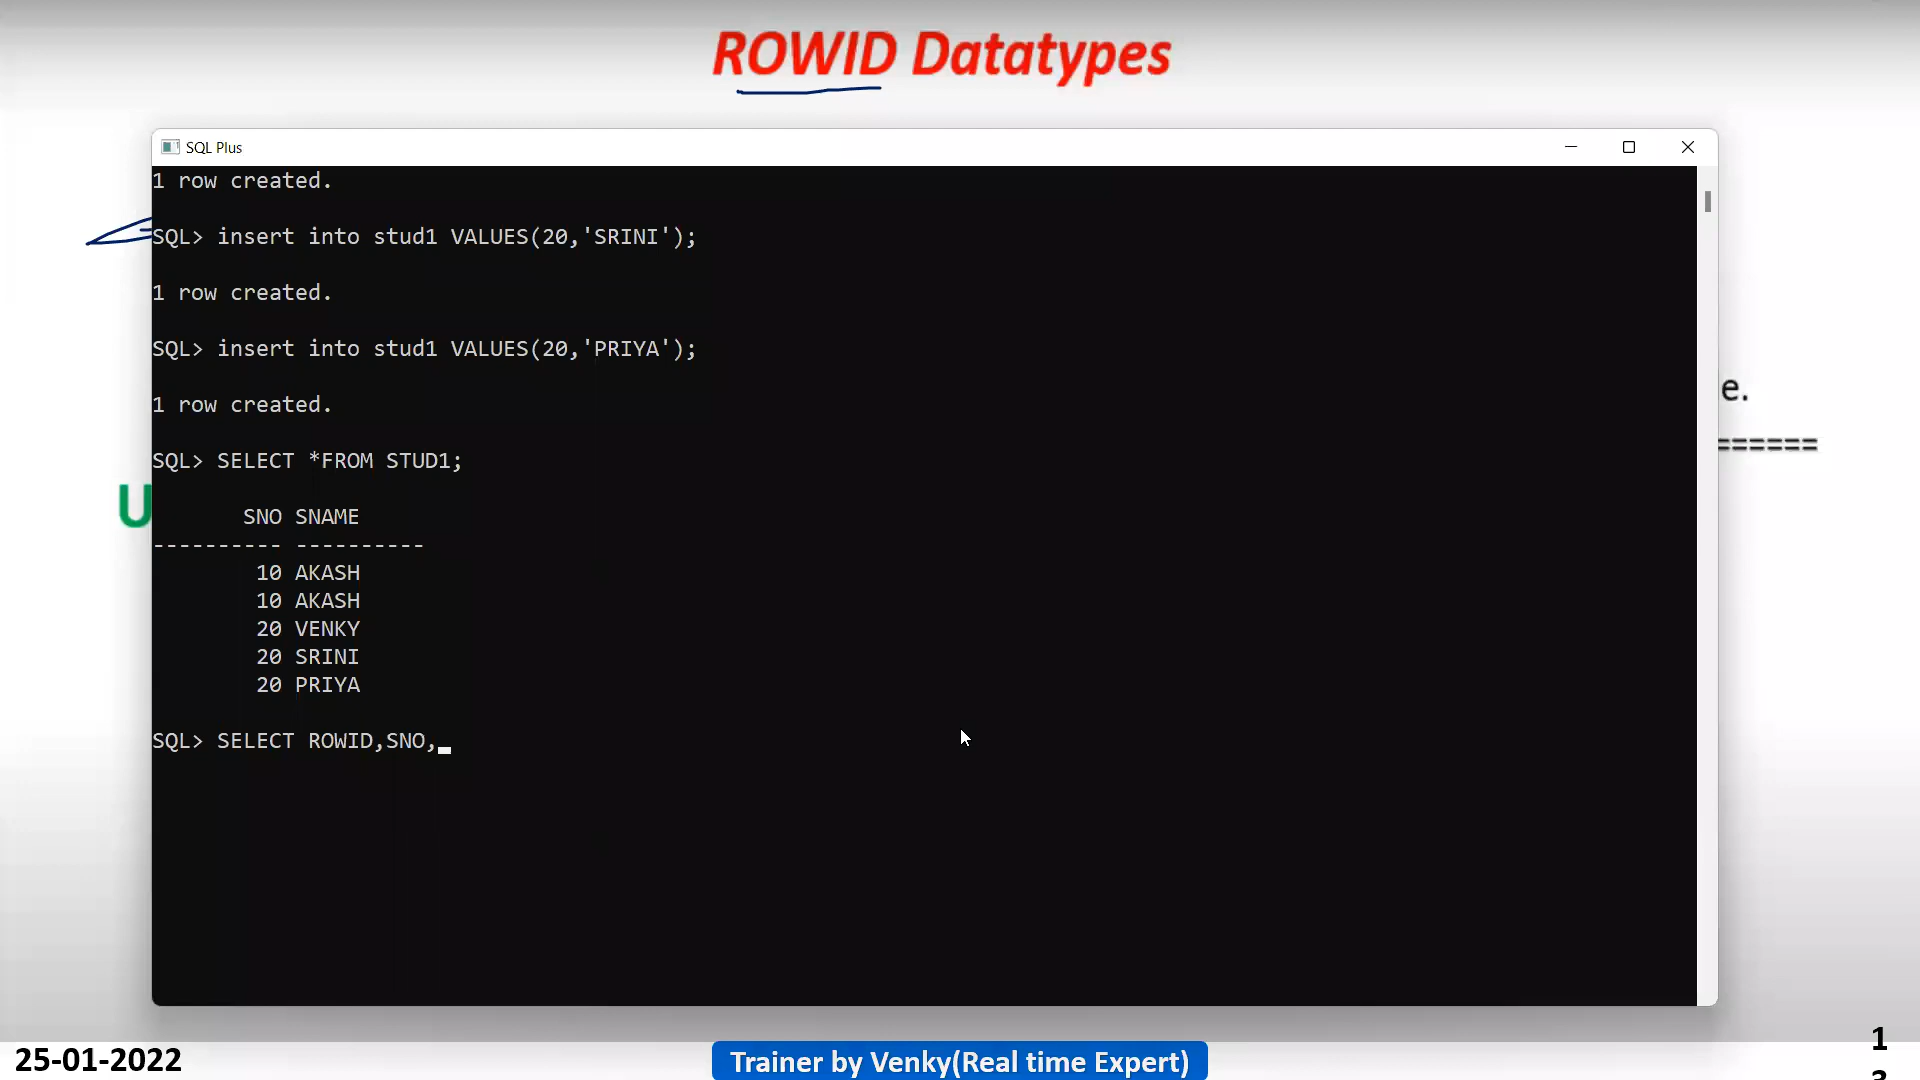 ROWID Datatypes
SQL Plus
1 row created.
SQL> insert into stud1 VALUES(20,'SRINI');
1 row created.
SQL> insert into stud1 VALUES(20,'PRIYA');
1 row created.
e.
SQL> SELECT *FROM STUD1;
======
U
SNO SNAME
---------- ----------
10 AKASH
10 AKASH
20 VENKY
20 SRINI
20 PRIYA
SQL> SELECT ROWID,SNO,
25-01-2022
Trainer by Venky(Real time Expert)
1